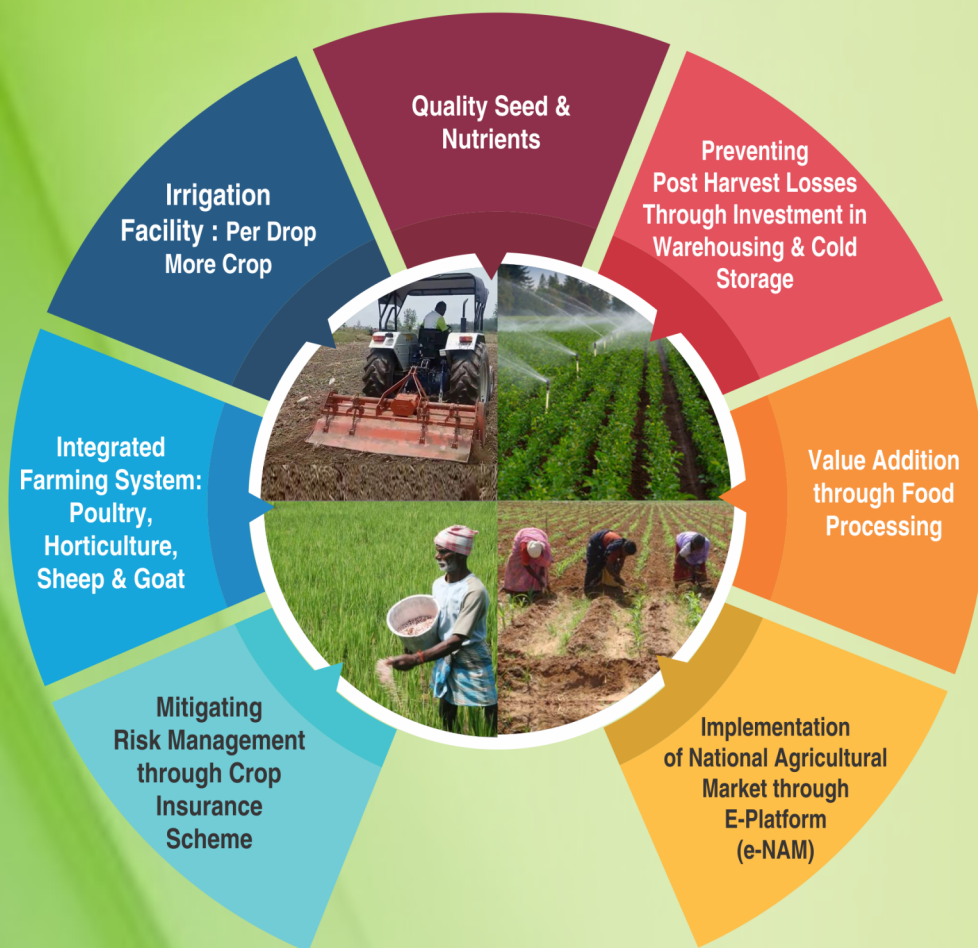 Quality Seed &
Nutrients
Preventing
Post Harvest Losses
Through Investment in
Warehousing & Cold
Storage
Value Addition
through Food
Processing
Implementation
of National Agricultural
Market through
E-Platform
(e-NAM)
Mitigating
Risk Management
through Crop
Insurance
Scheme
Integrated
Farming System:
Poultry,
Horticulture,
Sheep & Goat
Irrigation
Facility : Per Drop
More Crop